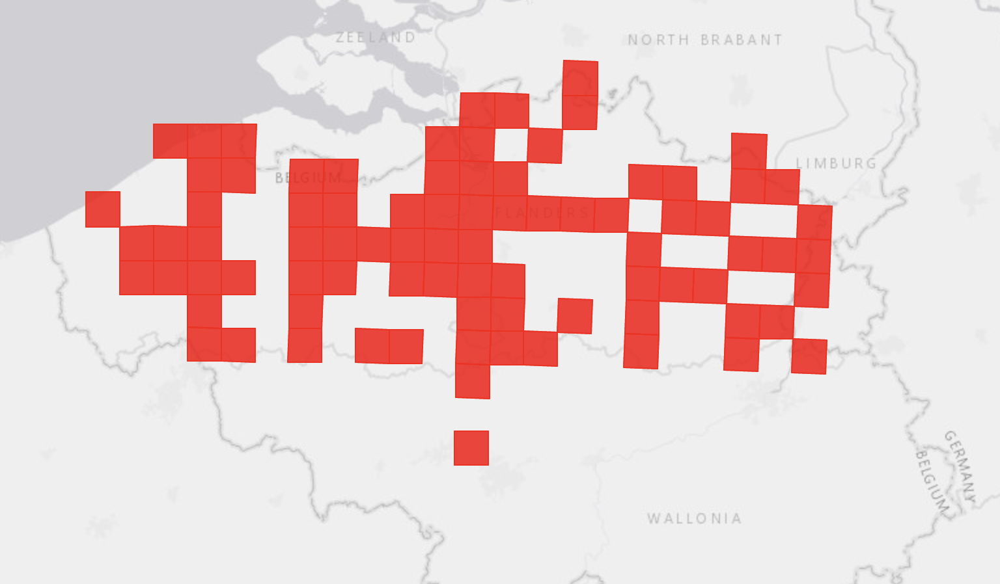 ZEELAND
NORTH BRABANT
LIMBURG
BELGIUM
FLANDERS
GERMANY
BELGIUM
WALLONIA